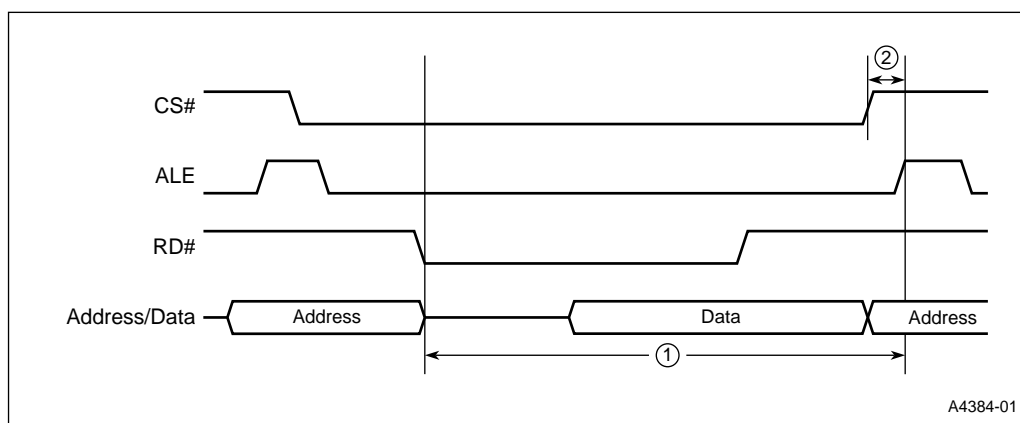 ②
CS#
ALE
RD#
Address/Data Address Data Address
①
A4384-01